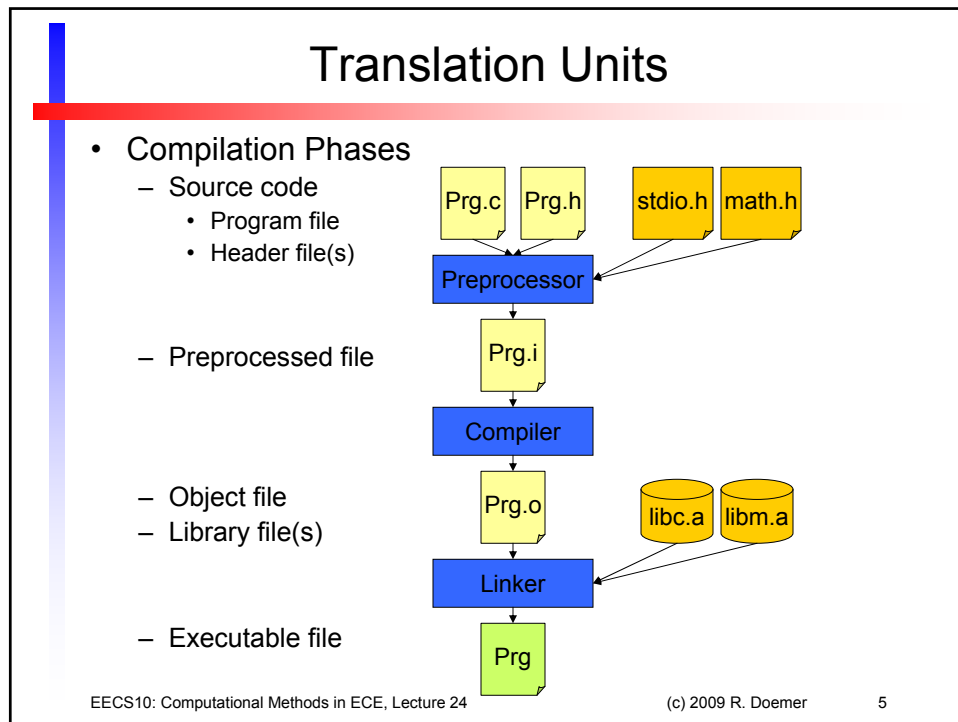 Translation Units
• Compilation Phases
– Source code
• Program file
• Header file(s)
Prg.c Prg.h stdio.h math.h
Preprocessor
– Preprocessed file
Prg.i
Compiler
– Object file
– Library file(s)
Prg.o libc.a libm.a
Linker
– Executable file
Prg
EECS10: Computational Methods in ECE, Lecture 24 (c) 2009 R. Doemer 5